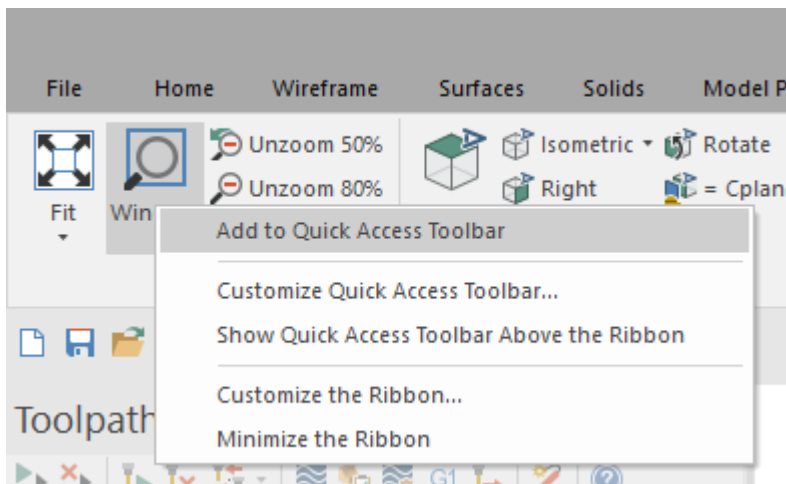 File Home Wireframe Surfaces Solids Model P
Unzoom 50% Isometric Rotate
Unzoom 80% Right = Cplan
Fit Win
Add to Quick Access Toolbar
Customize Quick Access Toolbar...
Show Quick Access Toolbar Above the Ribbon
Customize the Ribbon...
Minimize the Ribbon
Toolpath
G1